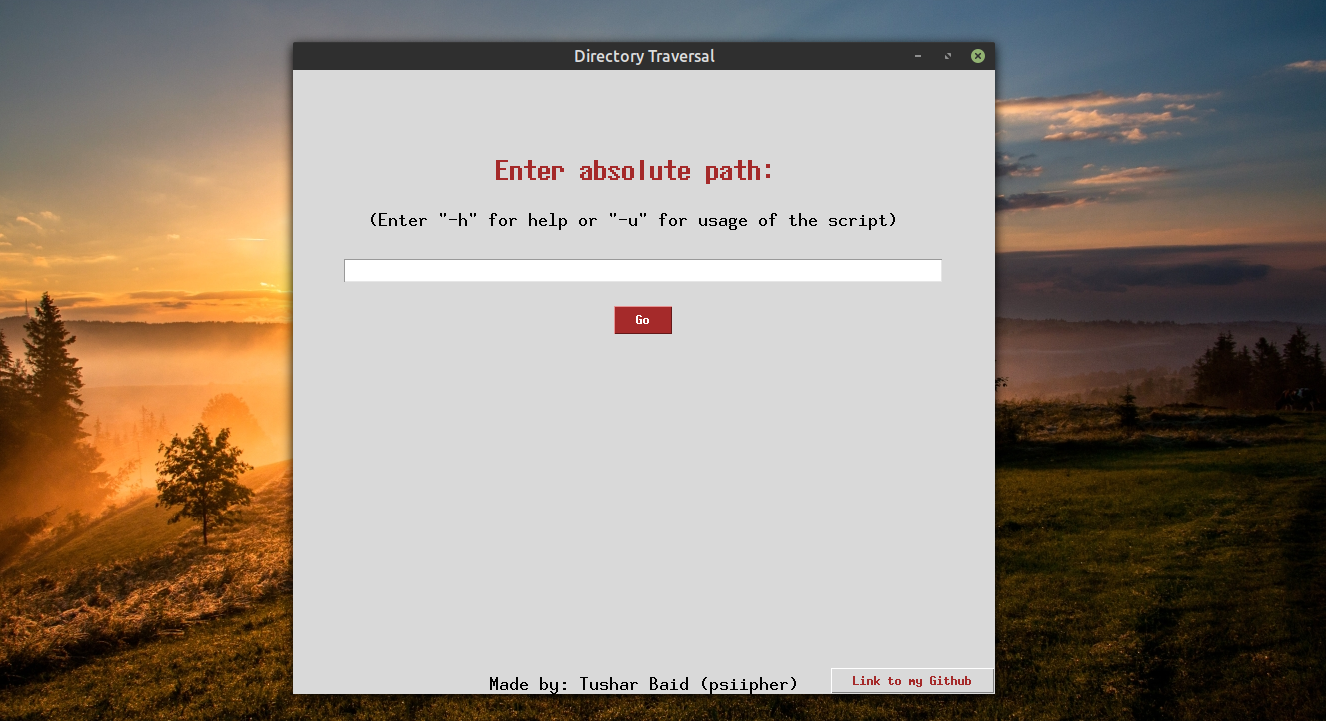 Directory Traversal
Enter absolute path:
(Enter "-h" for help or "-u" for usage of the script)
Go
Made by: Tushar Baid (psiipher)
Link to my Github